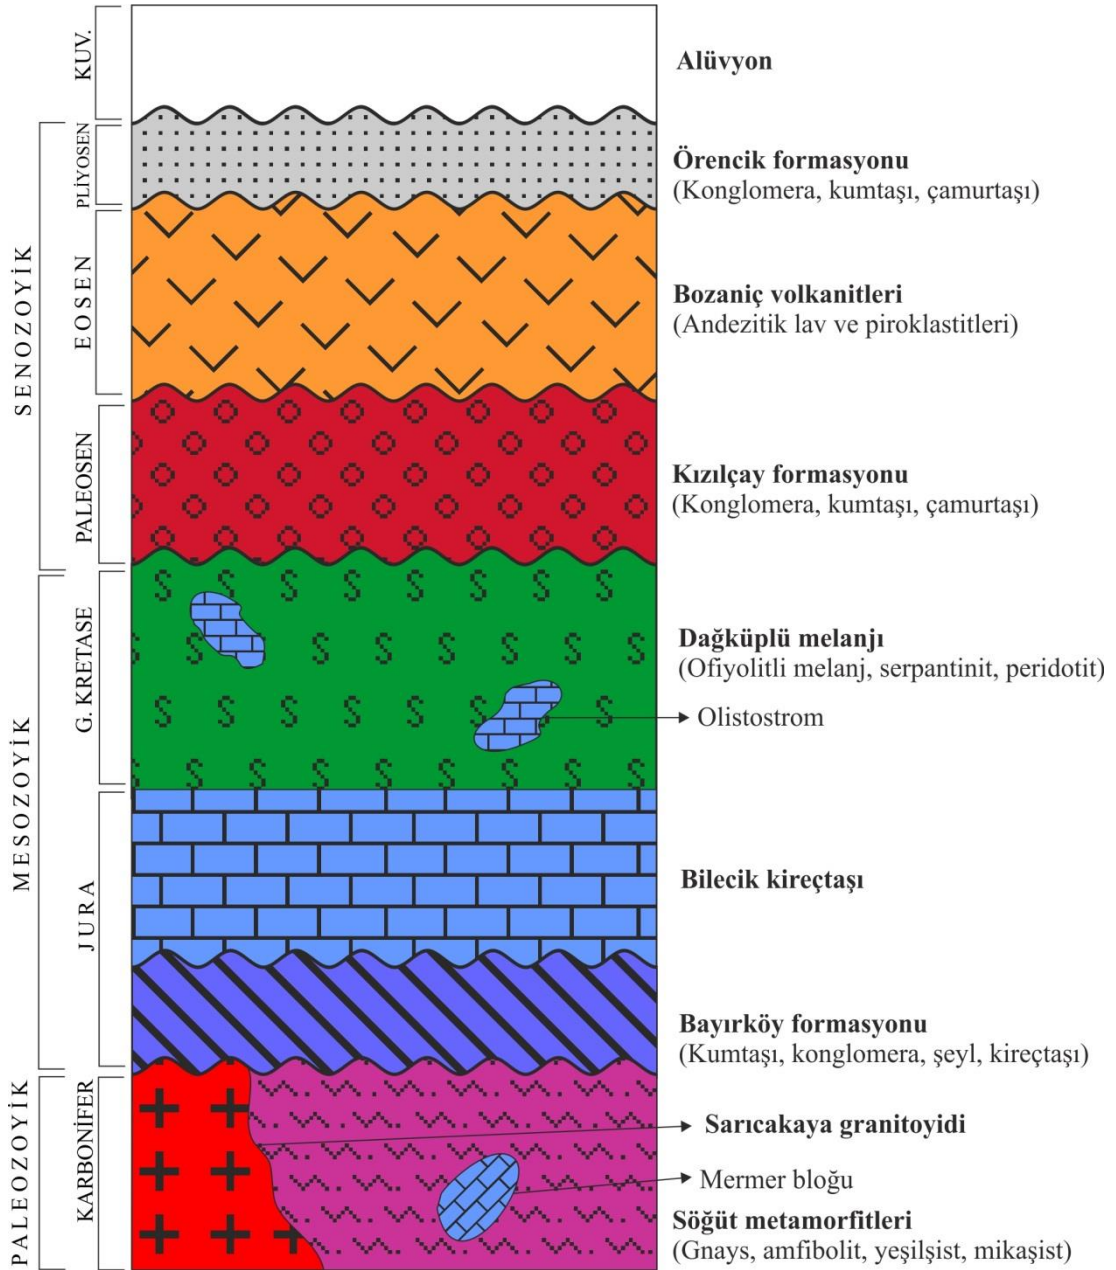 KUV.
Alüvyon
SENOZOYİK
PLİYOSEN
Örencik formasyonu
(Konglomera, kumtaşı, çamurtaşı)
EOSEN
Bozaniç volkanitleri
(Andezitik lav ve piroklastitleri)
PALEOSEN
Kızılçay formasyonu
(Konglomera, kumtaşı, çamurtaşı)
MESOZOYİK
G.KRETASE
Dağküplü melanjı
(Ofiyolitli melanj, serpantinit, peridotit)
Olistostrom
JURA
Bilecik kireçtaşı
Bayırköy formasyonu
(Kumtaşı, konglomera, şeyl, kireçtaşı)
PALEOZOYİK
KARBONİFER
Sarıcakaya granitoyidi
Mermer bloğu
Söğüt metamorfitleri
(Gnays, amfibolit, yeşilşist, mikaşist)